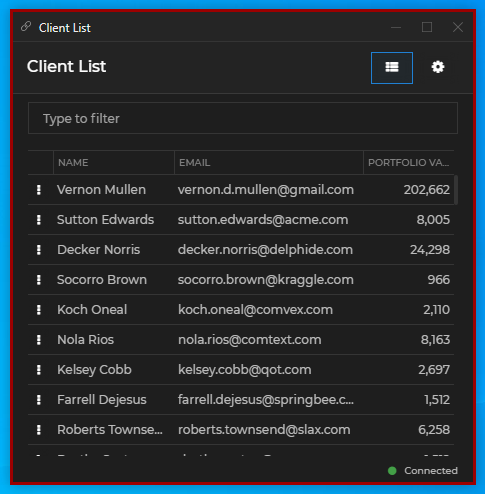 Client List
Client List
Type to filter
NAME EMAIL PORTFOLIO VA...
Vernon Mullen vernon.d.mullen@gmail.com 202,662
Sutton Edwards sutton.edwards@acme.com 8,005
Decker Norris decker.norris@delphide.com 24,298
Socorro Brown socorro.brown@kraggle.com 966
Koch Oneal koch.oneal@comvex.com 2,110
Nola Rios nola.rios@comtext.com 8,163
Kelsey Cobb kelsey.cobb@qot.com 2,697
Farrell Dejesus farrell.dejesus@springbee.c... 1,512
Roberts Townse... roberts.townsend@slax.com 6,258
Connected